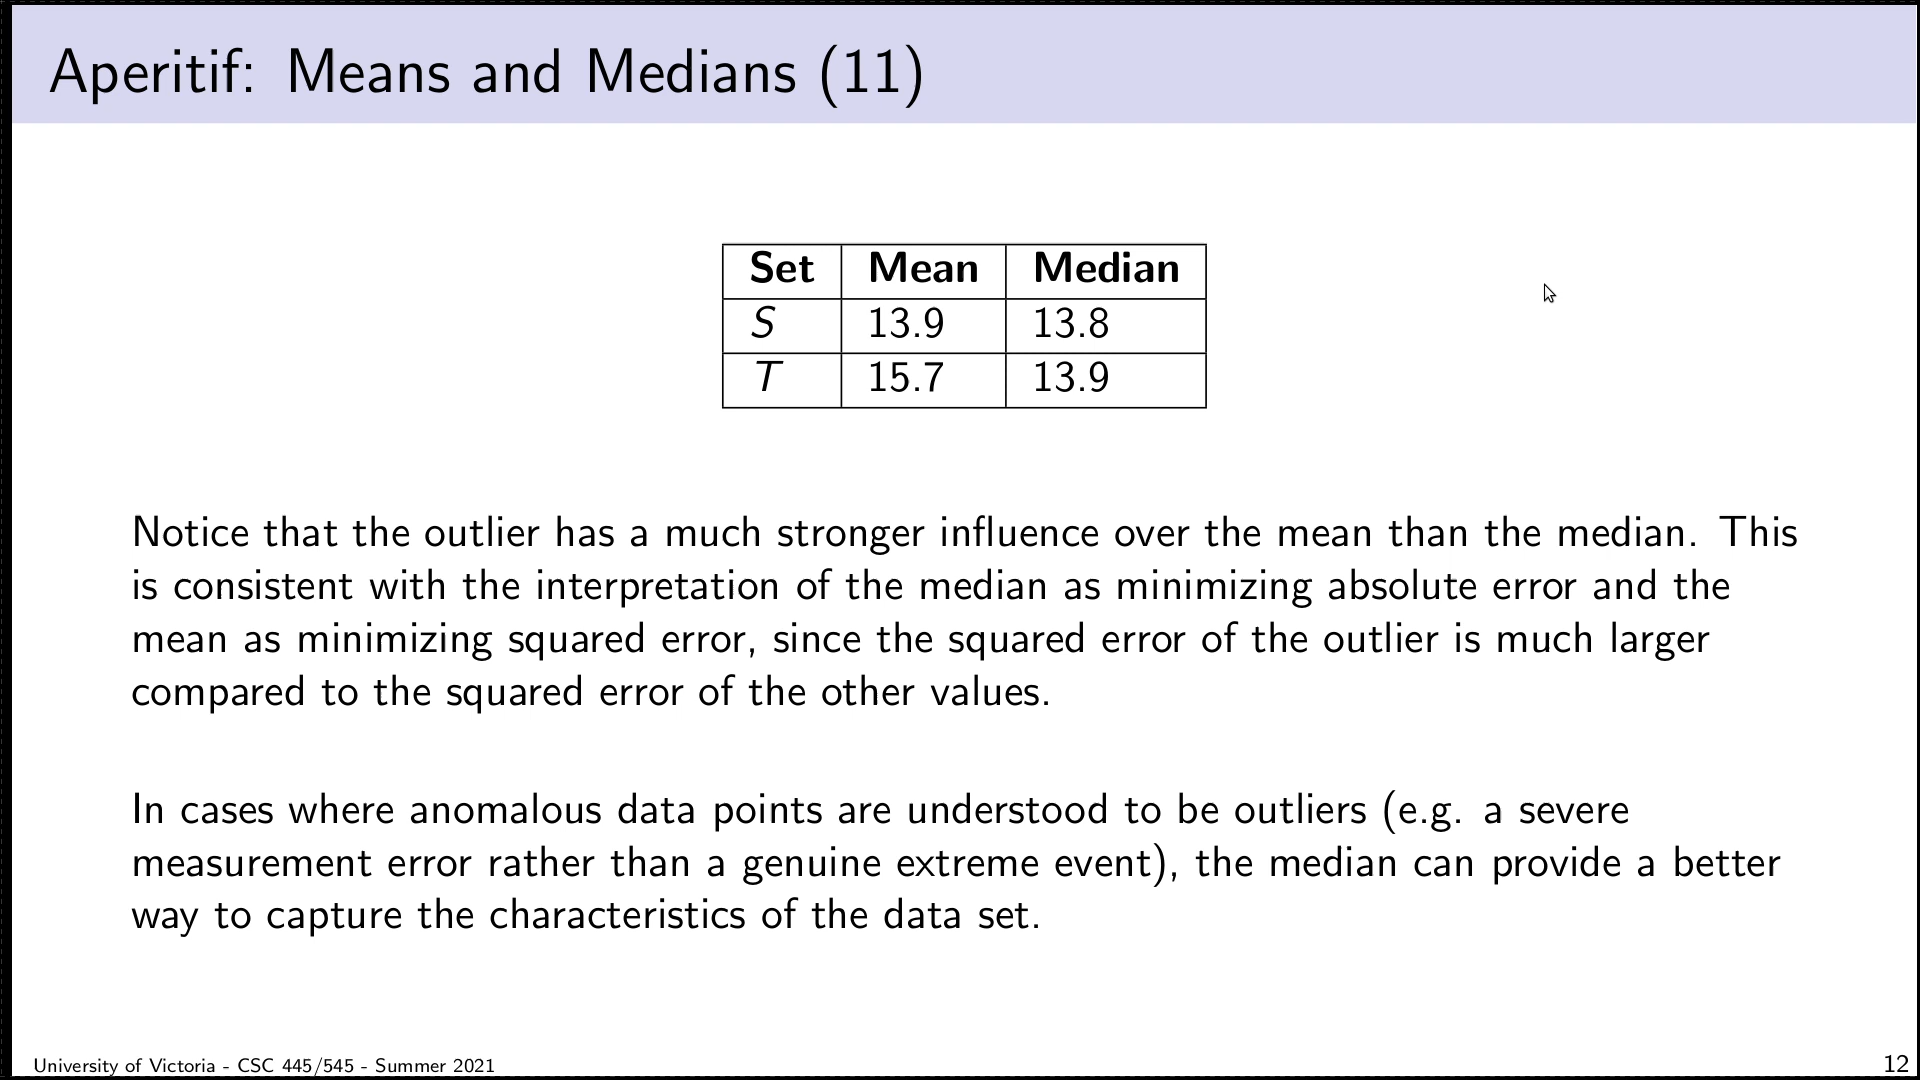 Aperitif: Means and Medians (11)
Set Mean Median
S 13.9 13.8
T 15.7 13.9
Notice that the outlier has a much stronger influence over the mean than the median. This
is consistent with the interpretation of the median as minimizing absolute error and the
mean as minimizing squared error, since the squared error of the outlier is much larger
compared to the squared error of the other values.
In cases where anomalous data points are understood to be outliers (e.g. a severe
measurement error rather than a genuine extreme event), the median can provide a better
way to capture the characteristics of the data set.
University of Victoria - CSC 445/545 - Summer 2021
12